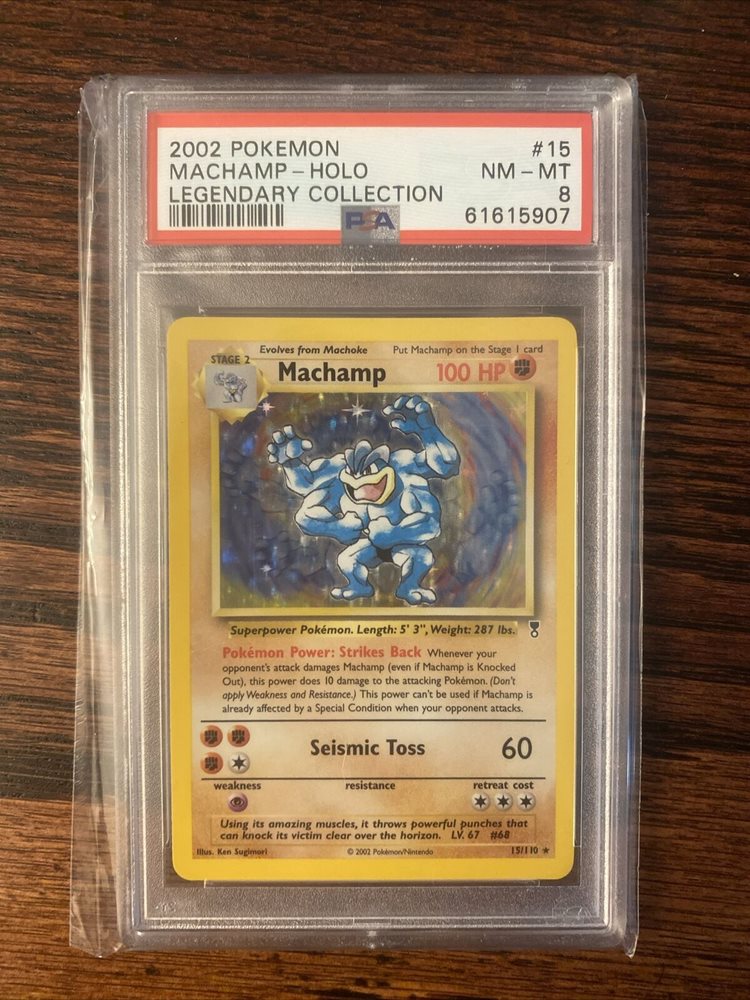 2002 POKEMON #15
MACHAMP - HOLO NM - MT
LEGENDARY COLLECTION 8
PSA 61615907
Evolves from Machoke Put Machamp on the Stage 1 card
STAGE 2
Machamp 100 HP
Superpower Pokémon. Length: 5' 3", Weight: 287 lbs.
Pokémon Power: Strikes Back Whenever your
opponent's attack damages Machamp (even if Machamp is Knocked
Out), this power does 10 damage to the attacking Pokémon. (Don't
apply Weakness and Resistance.) This power can't be used if Machamp is
already affected by a Special Condition when your opponent attacks.
Seismic Toss 60
weakness resistance retreat cost
Using its amazing muscles, it throws powerful punches that
can knock its victim clear over the horizon. LV. 67 #68
Illus. Ken Sugimori © 2002 Pokémon/Nintendo 15/110 ★